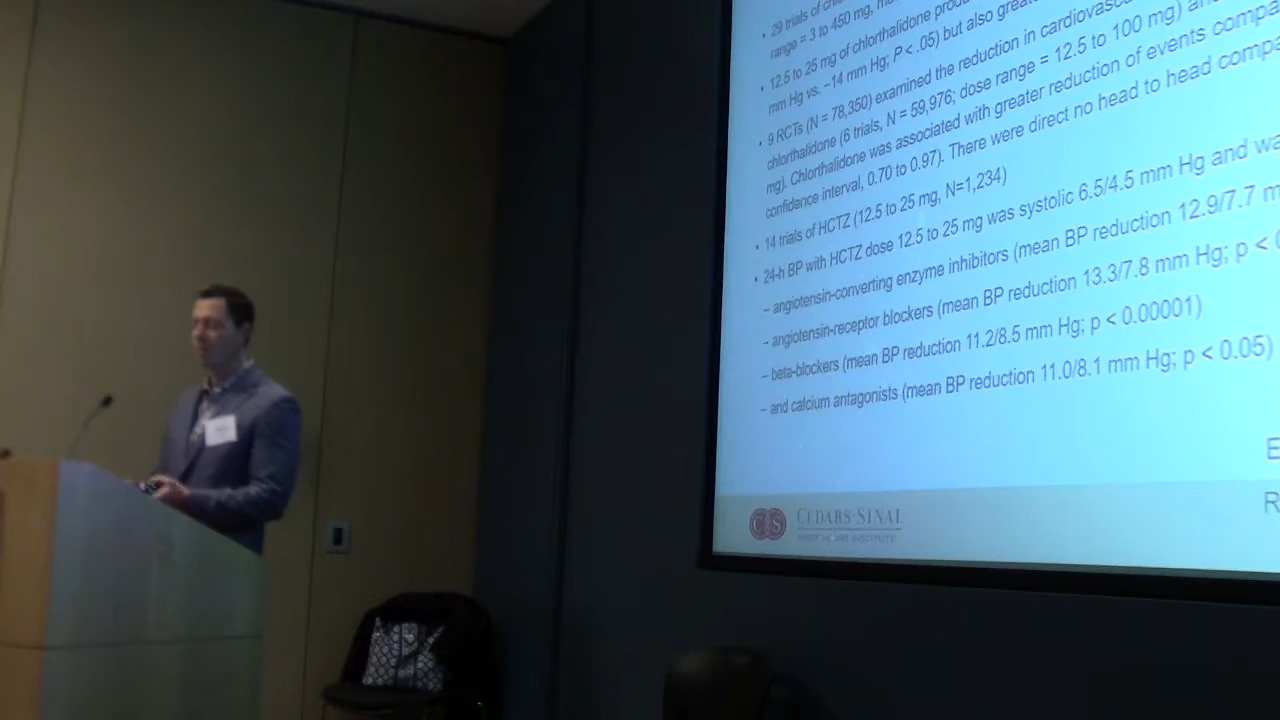 • 29 trials of
range = 3 to 450 mg,
• 12.5 to 25 mg of chlorthalidone
mm Hg vs. –14 mm Hg; P < .05) but also
• 9 RCTs (N = 78,350) examined the reduction in
chlorthalidone (6 trials, N = 59,976; dose range = 12.5 to 100 mg)
mg). Chlorthalidone was associated with greater reduction of events
confidence interval, 0.70 to 0.97). There were direct no head to head
• 14 trials of HCTZ (12.5 to 25 mg, N=1,234)
• 24-h BP with HCTZ dose 12.5 to 25 mg was systolic 6.5/4.5 mm Hg and
– angiotensin-converting enzyme inhibitors (mean BP reduction 12.9/7.7
– angiotensin-receptor blockers (mean BP reduction 13.3/7.8 mm Hg; p <
– beta-blockers (mean BP reduction 11.2/8.5 mm Hg; p < 0.00001)
– and calcium antagonists (mean BP reduction 11.0/8.1 mm Hg; p < 0.05)
E
R
CS CEDARS-SINAI